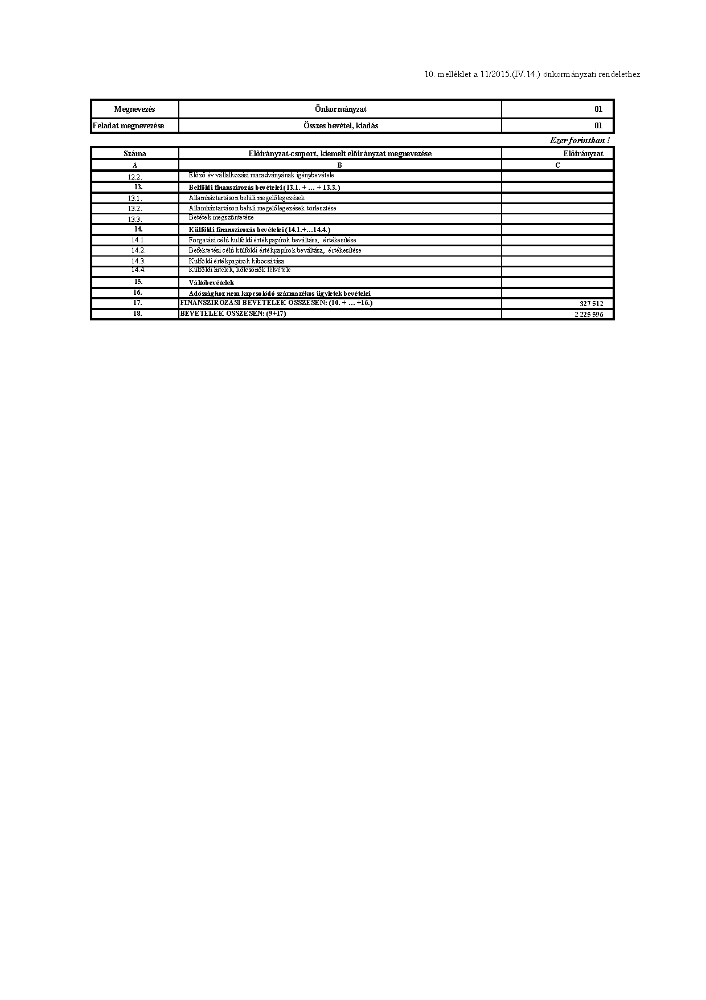 10. melléklet a 11/2015.(IV.14.) önkormányzati rendelethez
Megnevezés Önkormányzat 01
Feladat megnevezése Összes bevétel, kiadás 01
Ezer forintban !
Száma Előirányzat-csoport, kiemelt előirányzat megnevezése Előirányzat
A B C
12.2. Előző év vállalkozási maradványának igénybevétele
13. Belföldi finanszírozás bevételei (13.1. + … + 13.3.)
13.1. Államháztartáson belüli megelőlegezések
13.2. Államháztartáson belüli megelőlegezések törlesztése
13.3. Betétek megszüntetése
14. Külföldi finanszírozás bevételei (14.1.+…14.4.)
14.1. Forgatási célú külföldi értékpapírok beváltása, értékesítése
14.2. Befektetési célú külföldi értékpapírok beváltása, értékesítése
14.3. Külföldi értékpapírok kibocsátása
14.4. Külföldi hitelek, kölcsönök felvétele
15. Váltóbevételek
16. Adóssághoz nem kapcsolódó származékos ügyletek bevételei
17. FINANSZÍROZÁSI BEVÉTELEK ÖSSZESEN: (10. + … +16.) 327 512
18. BEVÉTELEK ÖSSZESEN: (9+17) 2 225 596